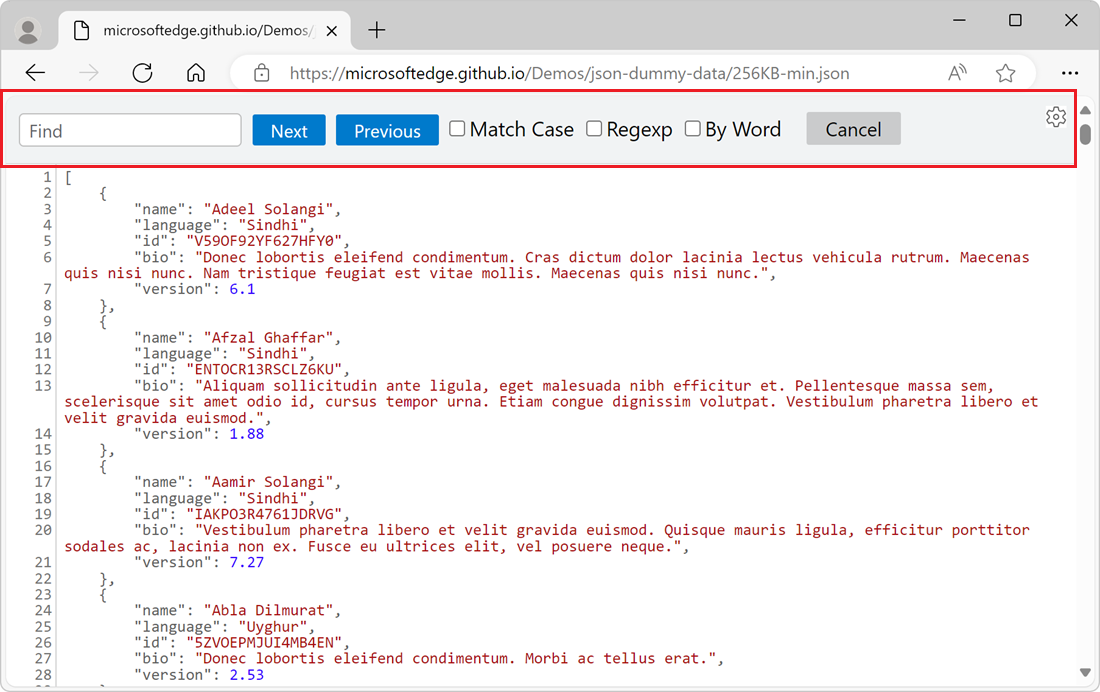 microsoftedge.github.io/Demos/
https://microsoftedge.github.io/Demos/json-dummy-data/256KB-min.json
Find Next Previous Match Case Regexp By Word Cancel
1 [
2 {
3 "name": "Adeel Solangi",
4 "language": "Sindhi",
5 "id": "V59OF92YF627HFY0",
6 "bio": "Donec lobortis eleifend condimentum. Cras dictum dolor lacinia lectus vehicula rutrum. Maecenas
quis nisi nunc. Nam tristique feugiat est vitae mollis. Maecenas quis nisi nunc.",
7 "version": 6.1
8 },
9 {
10 "name": "Afzal Ghaffar",
11 "language": "Sindhi",
12 "id": "ENTOCR13RSCLZ6KU",
13 "bio": "Aliquam sollicitudin ante ligula, eget malesuada nibh efficitur et. Pellentesque massa sem,
scelerisque sit amet odio id, cursus tempor urna. Etiam congue dignissim volutpat. Vestibulum pharetra libero et
velit gravida euismod.",
14 "version": 1.88
15 },
16 {
17 "name": "Aamir Solangi",
18 "language": "Sindhi",
19 "id": "IAKPO3R4761JDRVG",
20 "bio": "Vestibulum pharetra libero et velit gravida euismod. Quisque mauris ligula, efficitur porttitor
sodales ac, lacinia non ex. Fusce eu ultrices elit, vel posuere neque.",
21 "version": 7.27
22 },
23 {
24 "name": "Abla Dilmurat",
25 "language": "Uyghur",
26 "id": "5ZVOEPMJUI4MB4EN",
27 "bio": "Donec lobortis eleifend condimentum. Morbi ac tellus erat.",
28 "version": 2.53